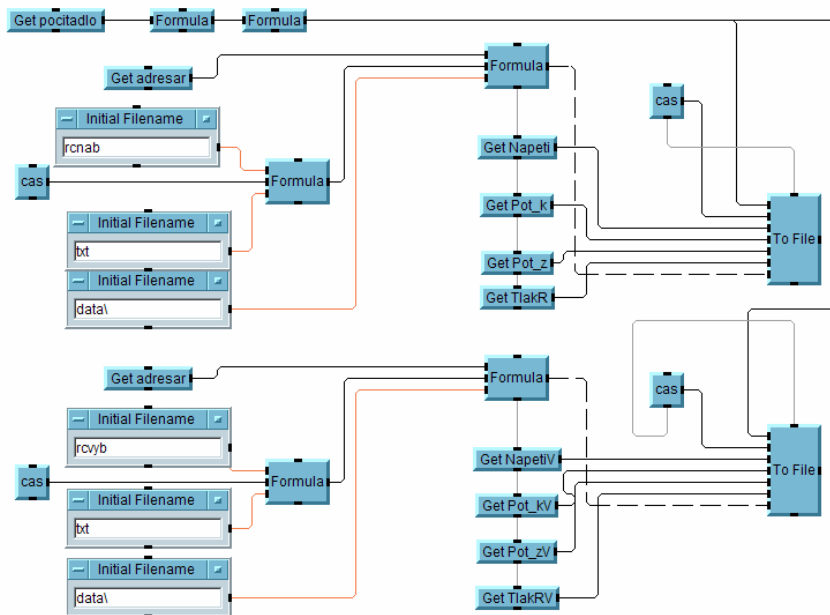 Get pocitadlo
Formula
Formula
Get adresar
Formula
cas
Initial Filename
rcnab
Get Napeti
cas
Formula
Get Pot_k
Initial Filename
txt
To File
Get Pot_z
Initial Filename
data\
Get TlakR
Get adresar
Formula
cas
Initial Filename
rcvyb
Get NapetiV
To File
cas
Formula
Initial Filename
txt
Get Pot_kV
Get Pot_zV
Initial Filename
data\
Get TlakRV